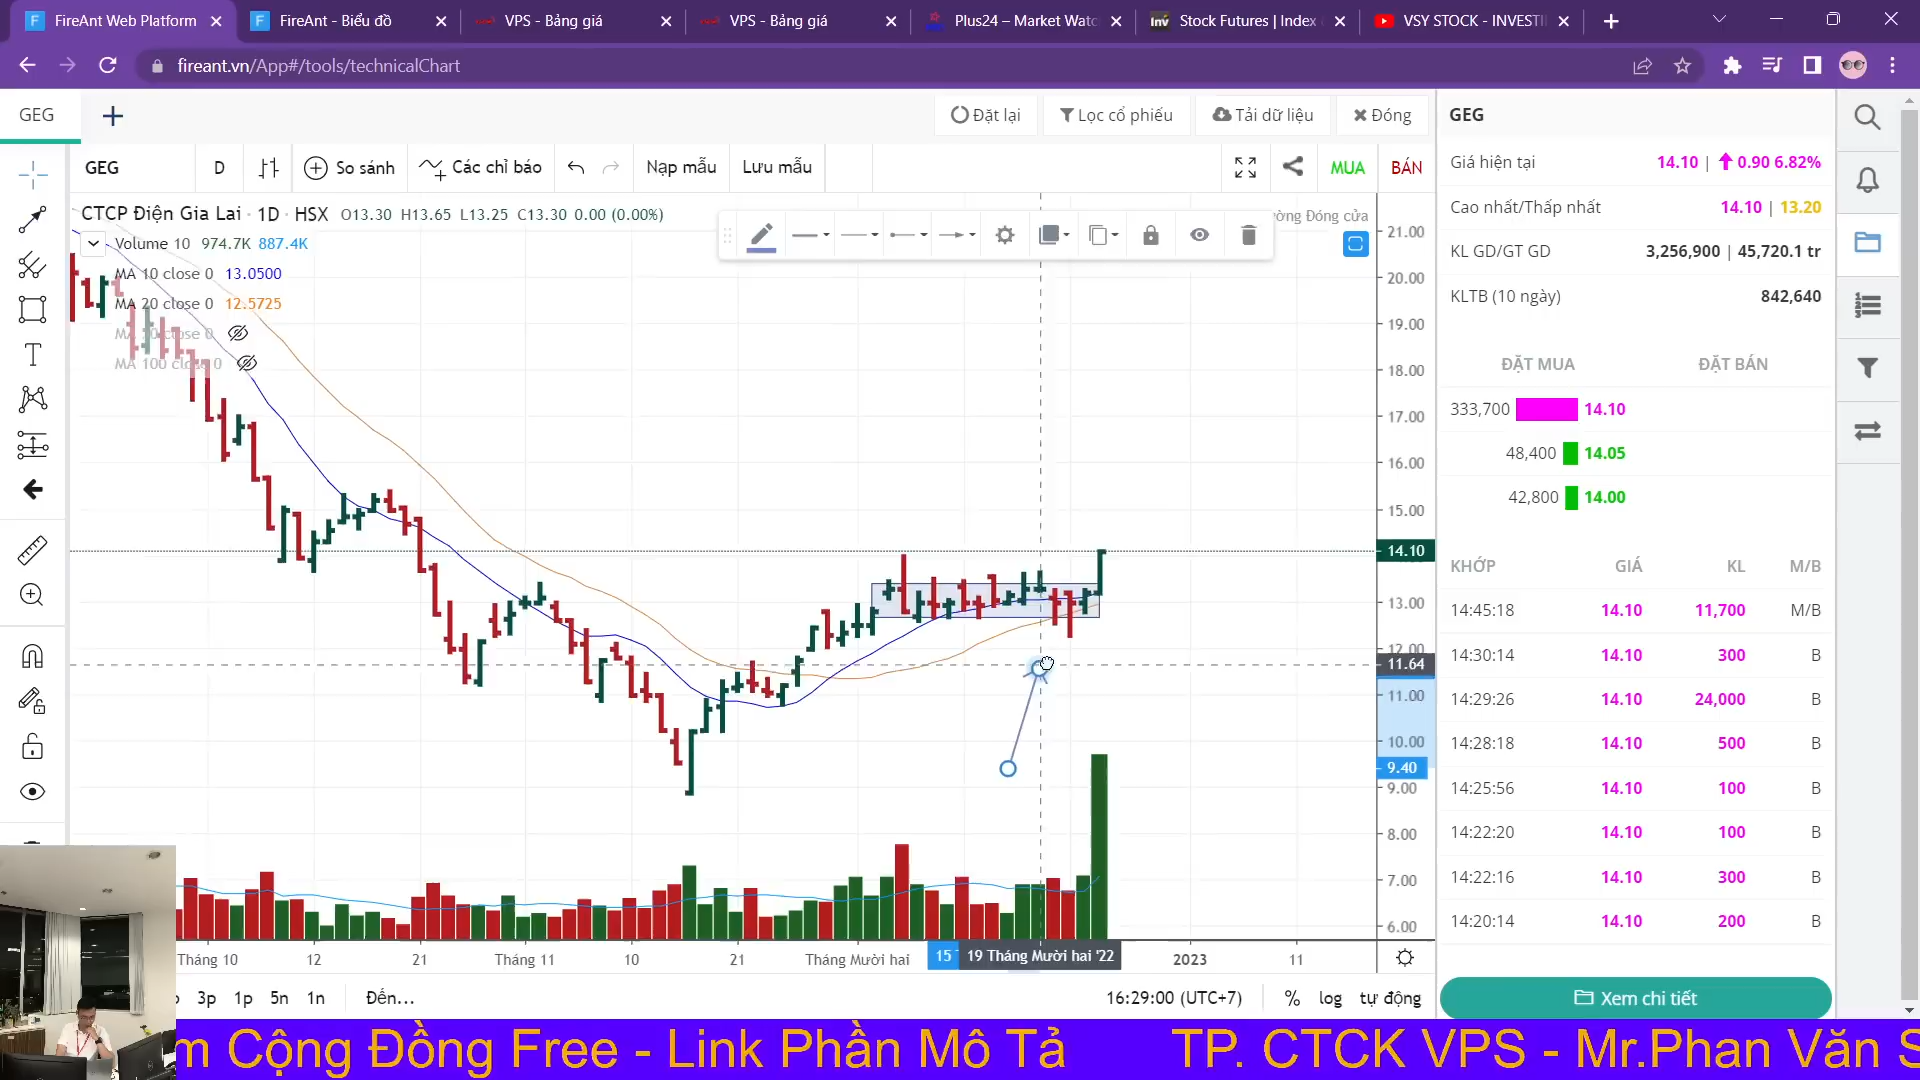 FireAnt Web Platform
FireAnt - Biểu đồ
VPS - Bảng giá
VPS - Bảng giá
Plus24 – Market Watc
Stock Futures | Index
VSY STOCK - INVESTI
fireant.vn/App#/tools/technicalChart
GEG
Đặt lại
Lọc cổ phiếu
Tải dữ liệu
Đóng
GEG
D
So sánh
Các chỉ báo
Nạp mẫu
Lưu mẫu
MUA
BÁN
CTCP Điện Gia Lai · 1D · HSX O13.30 H13.65 L13.25 C13.30 0.00 (0.00%)
ờng Đóng cửa
Volume 10 974.7K 887.4K
MA 10 close 0 13.0500
MA 20 close 0 12.5725
MA 100 close 0
21.00
20.00
19.00
18.00
17.00
16.00
15.00
14.10
13.00
12.00
11.64
11.00
10.00
9.40
9.00
8.00
7.00
6.00
Tháng 10
12
21
Tháng 11
10
21
Tháng Mười hai
15
19 Tháng Mười hai '22
2023
11
3p 1p 5n 1n
Đến...
16:29:00 (UTC+7)
% log tự động
GEG
Giá hiện tại 14.10 | 0.90 6.82%
Cao nhất/Thấp nhất 14.10 | 13.20
KL GD/GT GD 3,256,900 | 45,720.1 tr
KLTB (10 ngày) 842,640
ĐẶT MUA ĐẶT BÁN
333,700 14.10
48,400 14.05
42,800 14.00
KHỚP GIÁ KL M/B
14:45:18 14.10 11,700 M/B
14:30:14 14.10 300 B
14:29:26 14.10 24,000 B
14:28:18 14.10 500 B
14:25:56 14.10 100 B
14:22:20 14.10 100 B
14:22:16 14.10 300 B
14:20:14 14.10 200 B
Xem chi tiết
m Cộng Đồng Free - Link Phần Mô Tả TP. CTCK VPS - Mr.Phan Văn S